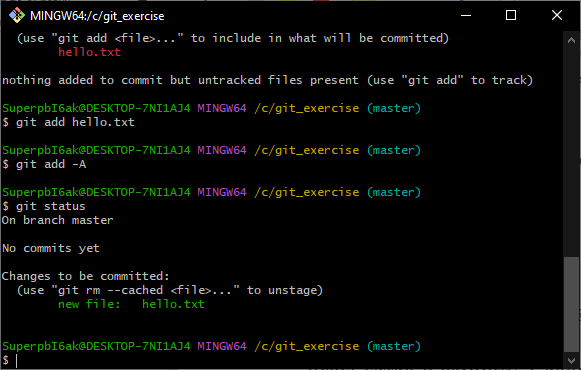 MINGW64:/c/git_exercise
(use "git add <file>..." to include in what will be committed)
hello.txt
nothing added to commit but untracked files present (use "git add" to track)
SuperpbI6ak@DESKTOP-7NI1AJ4 MINGW64 /c/git_exercise (master)
$ git add hello.txt
SuperpbI6ak@DESKTOP-7NI1AJ4 MINGW64 /c/git_exercise (master)
$ git add -A
SuperpbI6ak@DESKTOP-7NI1AJ4 MINGW64 /c/git_exercise (master)
$ git status
On branch master
No commits yet
Changes to be committed:
(use "git rm --cached <file>..." to unstage)
new file:   hello.txt
SuperpbI6ak@DESKTOP-7NI1AJ4 MINGW64 /c/git_exercise (master)
$